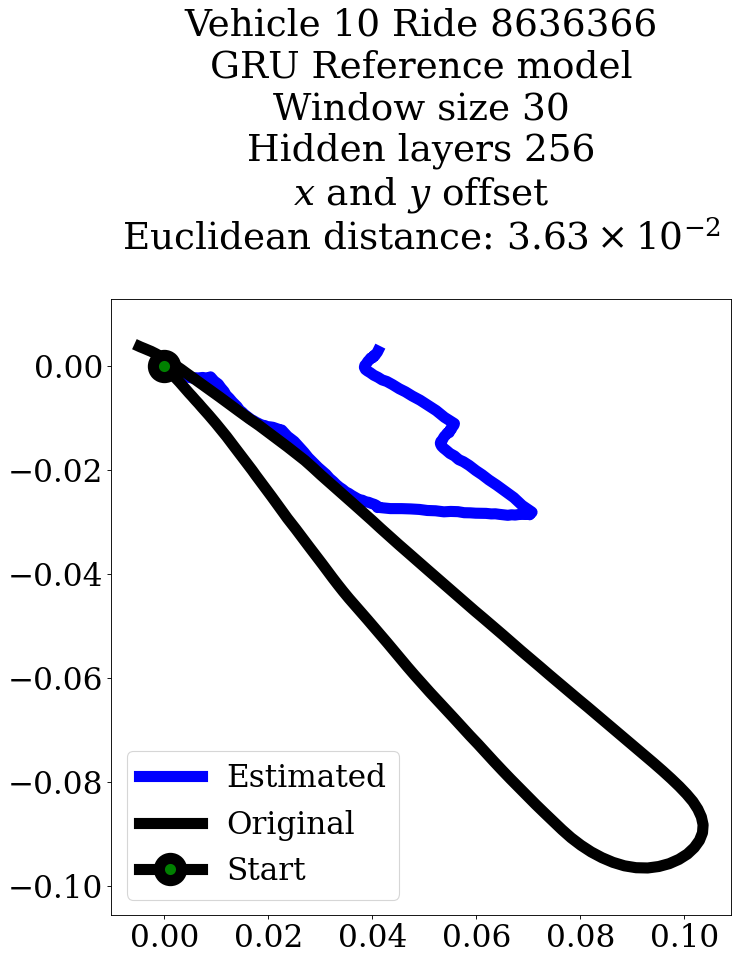 Vehicle 10 Ride 8636366
GRU Reference model
Window size 30
Hidden layers 256
x and y offset
Euclidean distance: 3.63 × 10⁻²
0.00
−0.02
−0.04
−0.06
−0.08
−0.10
Estimated
Original
Start
0.00 0.02 0.04 0.06 0.08 0.10